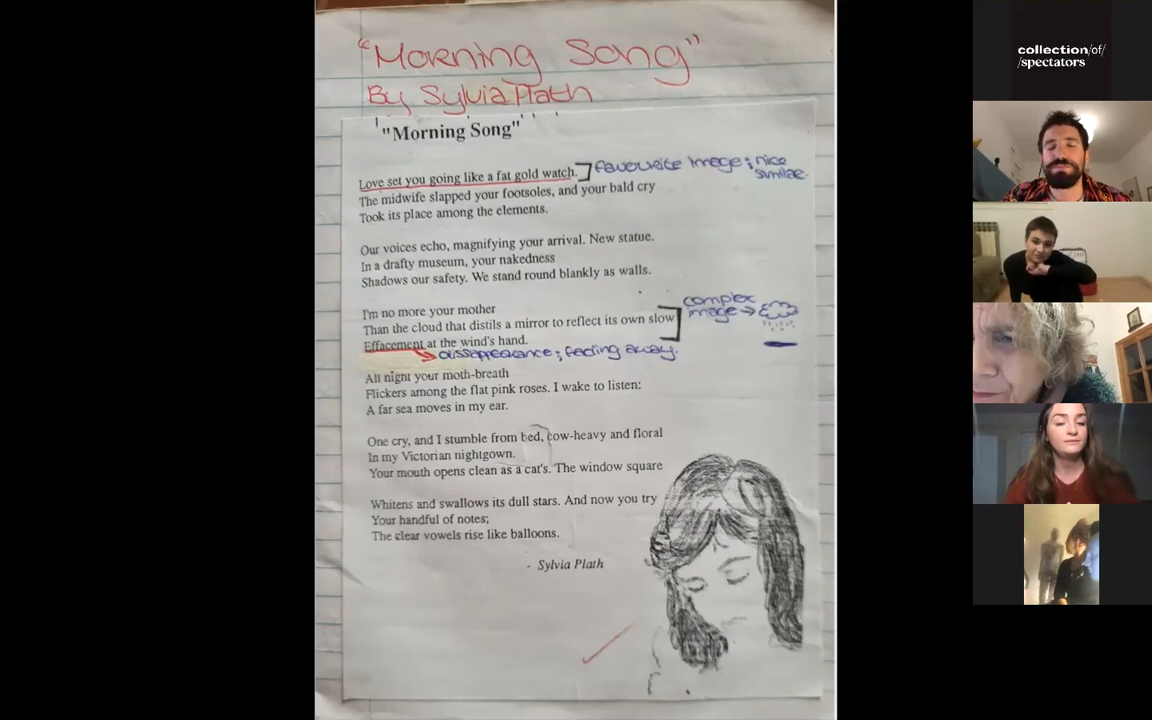 "Morning Song"
By Sylvia Plath
"Morning Song"
Love set you going like a fat gold watch.
favourite image; nice
similae.
The midwife slapped your footsoles, and your bald cry
Took its place among the elements.
Our voices echo, magnifying your arrival. New statue.
In a drafty museum, your nakedness
Shadows our safety. We stand round blankly as walls.
I'm no more your mother
Than the cloud that distils a mirror to reflect its own slow
Effacement at the wind's hand.
complex
image →
dissappearance; fading away.
All night your moth-breath
Flickers among the flat pink roses. I wake to listen:
A far sea moves in my ear.
One cry, and I stumble from bed, cow-heavy and floral
In my Victorian nightgown.
Your mouth opens clean as a cat's. The window square
Whitens and swallows its dull stars. And now you try
Your handful of notes;
The clear vowels rise like balloons.
- Sylvia Plath
collection/of/
/spectators